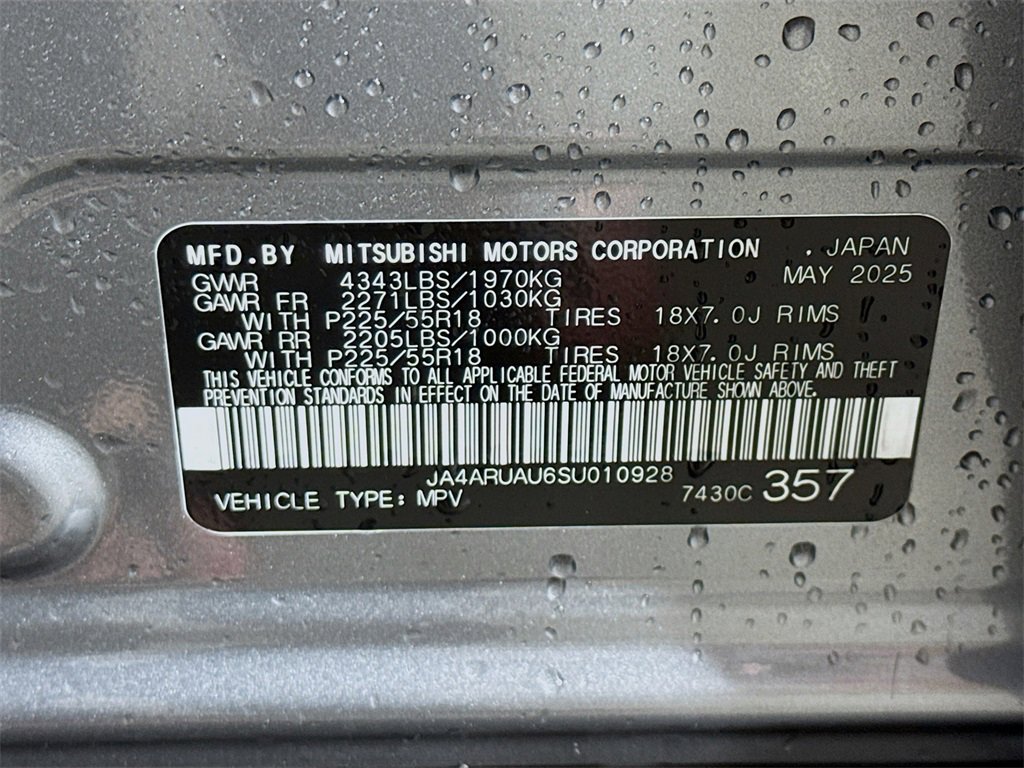 MFD.BY MITSUBISHI MOTORS CORPORATION . JAPAN
GVWR 4343LBS/1970KG MAY 2025
GAWR FR 2271LBS/1030KG
WITH P225/55R18 TIRES 18X7.0J RIMS
GAWR RR 2205LBS/1000KG
WITH P225/55R18 TIRES 18X7.0J RIMS
THIS VEHICLE CONFORMS TO ALL APPLICABLE FEDERAL MOTOR VEHICLE SAFETY AND THEFT
PREVENTION STANDARDS IN EFFECT ON THE DATE OF MANUFACTURE SHOWN ABOVE.
JA4ARUAU6SU010928
VEHICLE TYPE: MPV 7430C 357